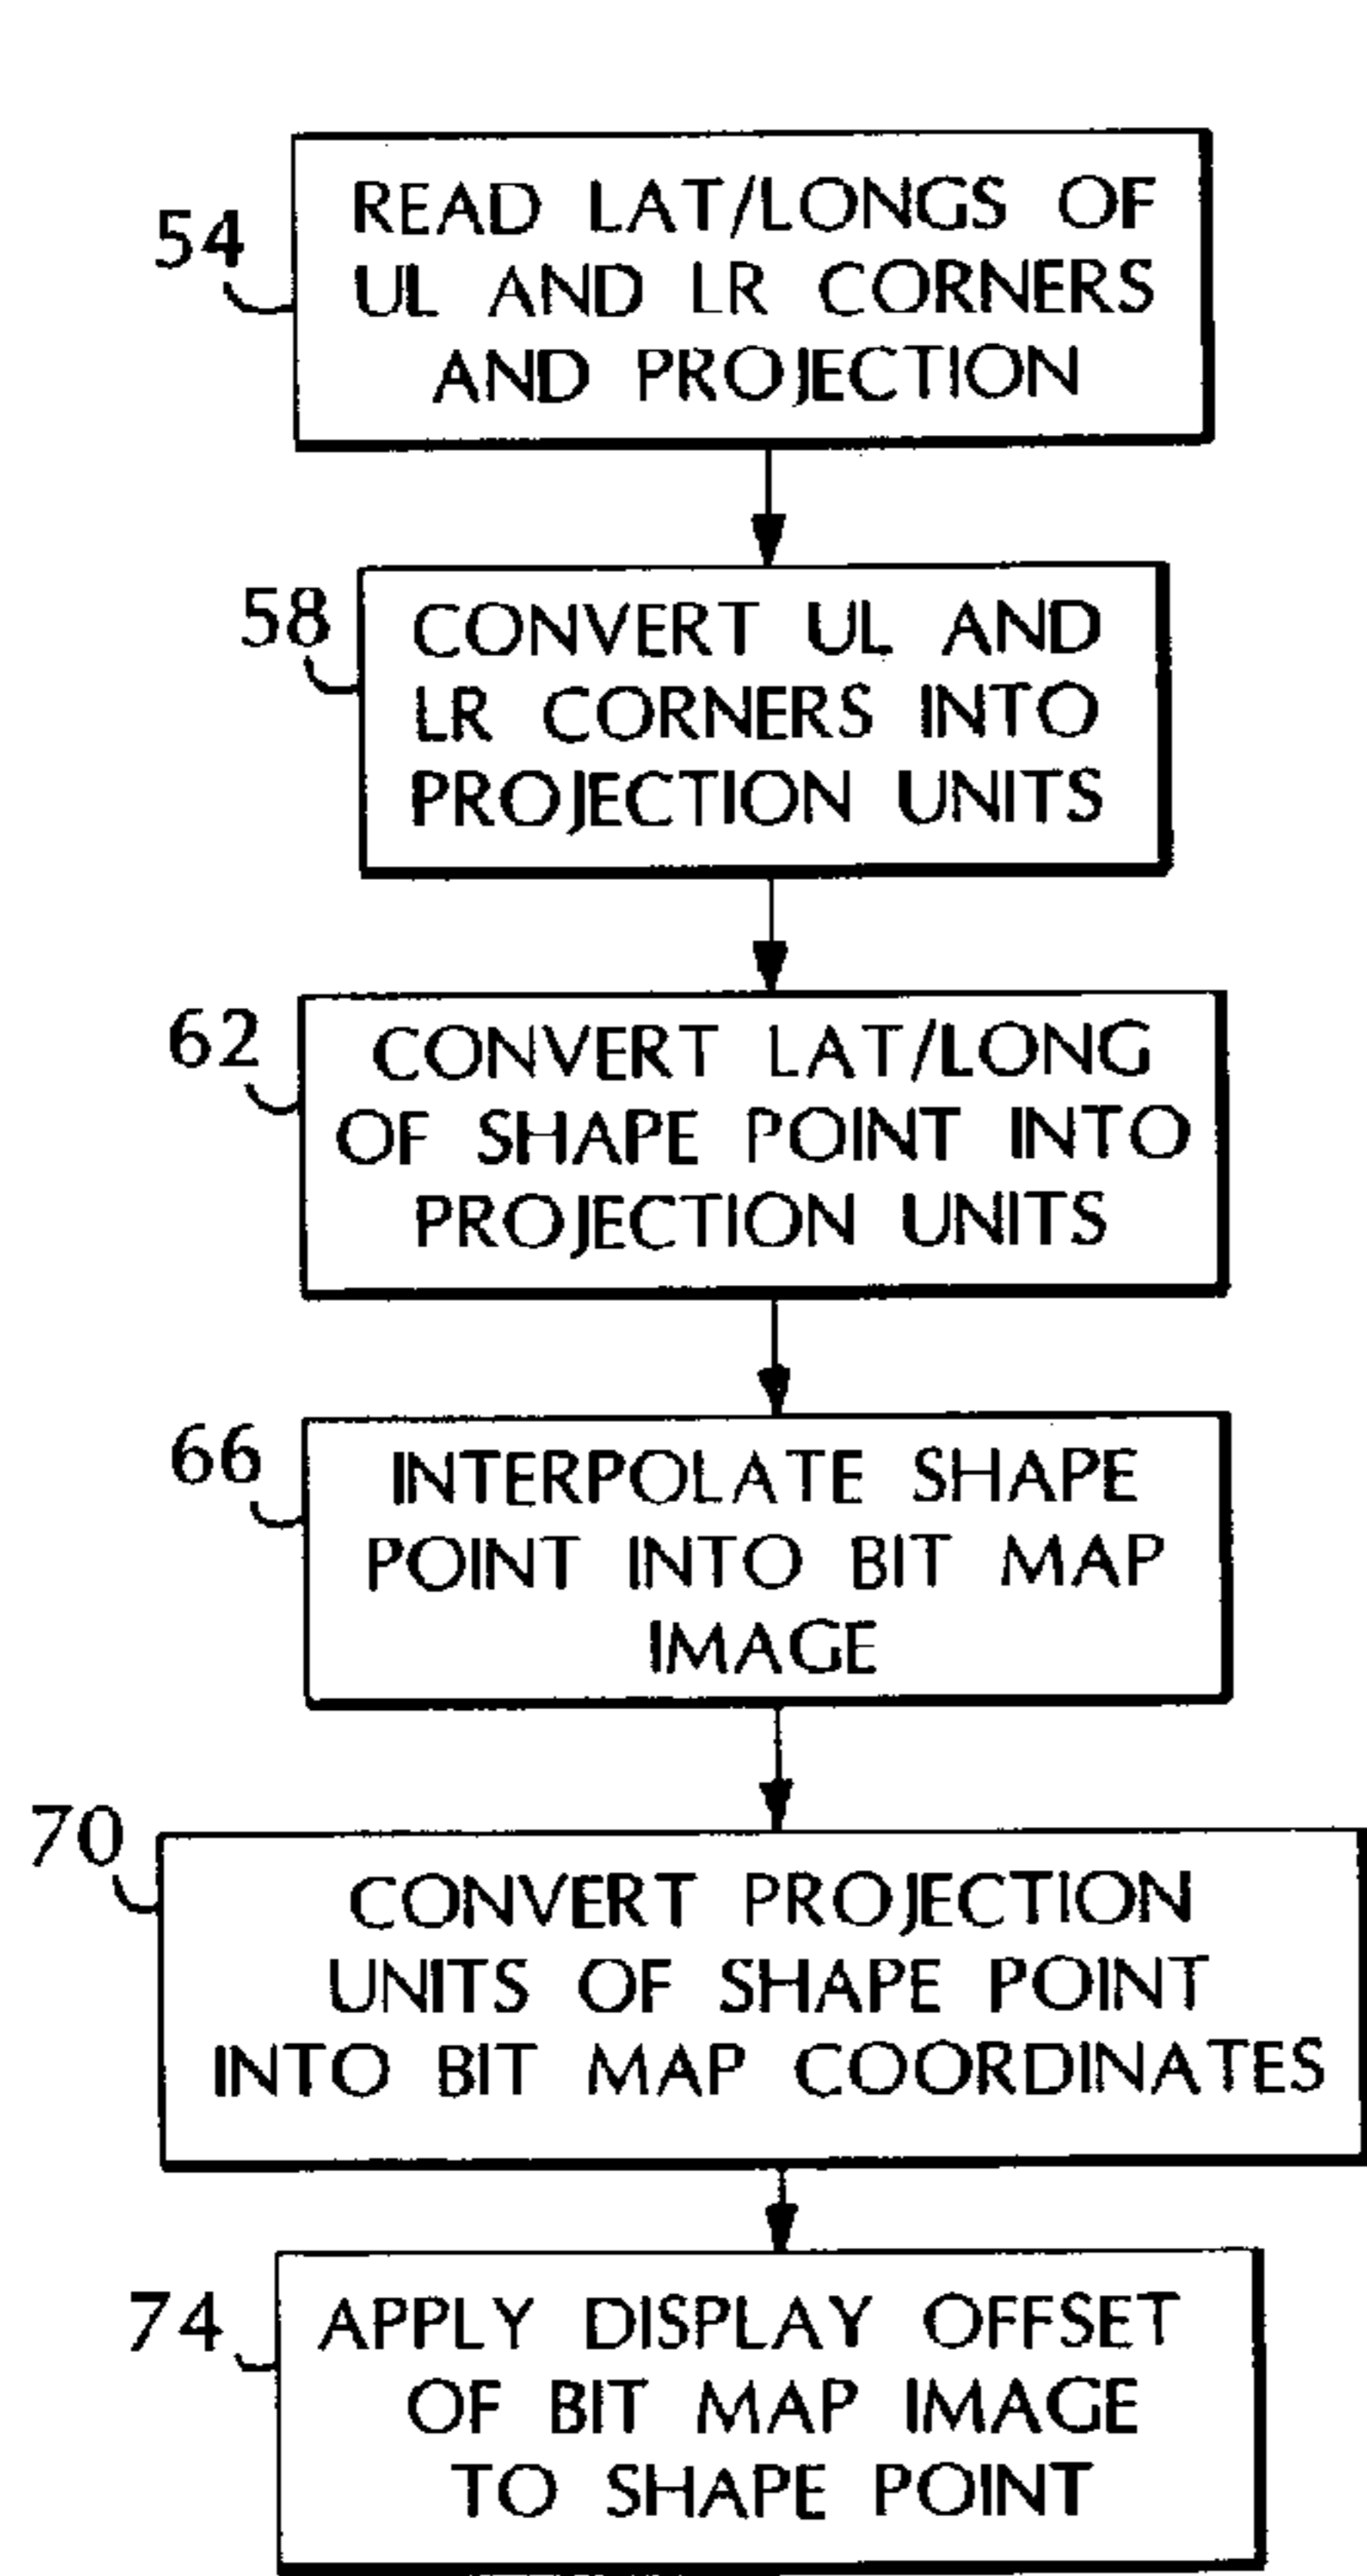 54
READ LAT/LONGS OF
UL AND LR CORNERS
AND PROJECTION
58
CONVERT UL AND
LR CORNERS INTO
PROJECTION UNITS
62
CONVERT LAT/LONG
OF SHAPE POINT INTO
PROJECTION UNITS
66
INTERPOLATE SHAPE
POINT INTO BIT MAP
IMAGE
70
CONVERT PROJECTION
UNITS OF SHAPE POINT
INTO BIT MAP COORDINATES
74
APPLY DISPLAY OFFSET
OF BIT MAP IMAGE
TO SHAPE POINT